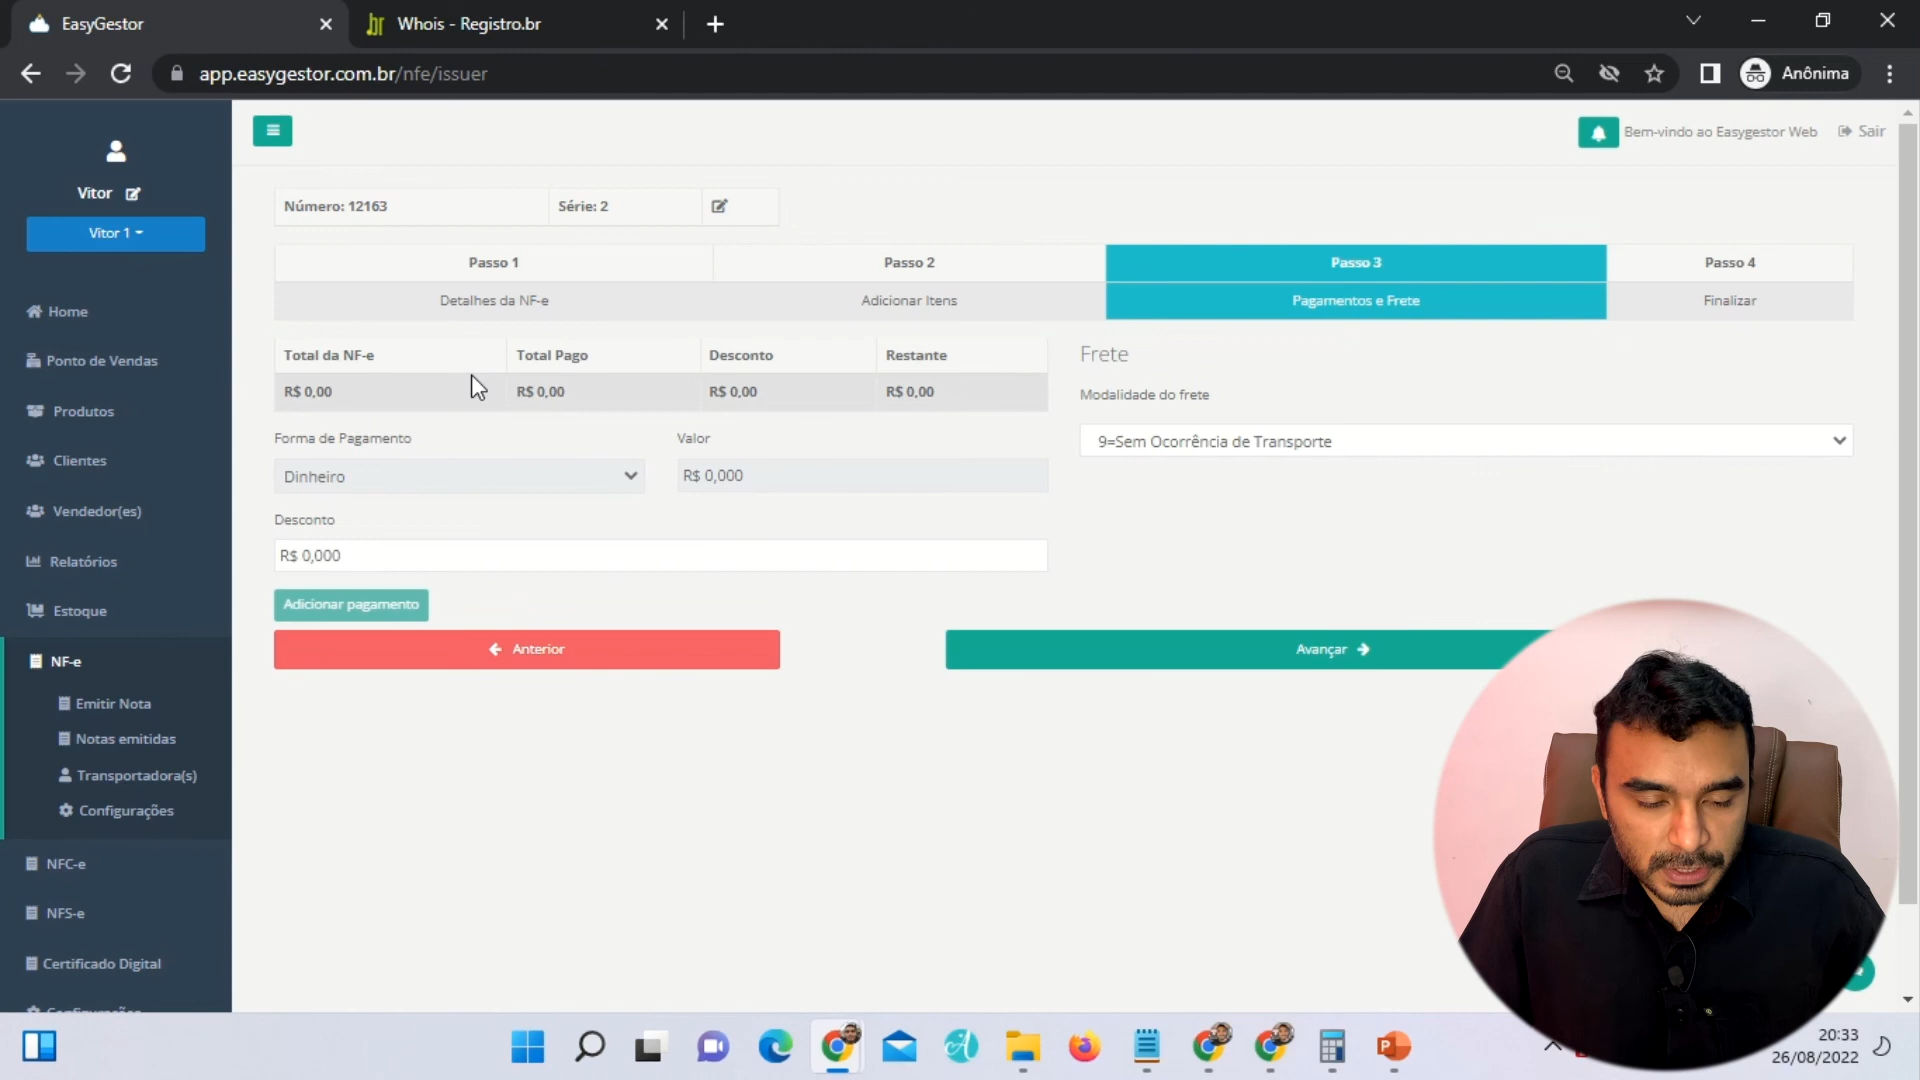 EasyGestor
Whois - Registro.br
app.easygestor.com.br/nfe/issuer
Anônima
Vitor
Vitor 1
Home
Ponto de Vendas
Produtos
Clientes
Vendedor(es)
Relatórios
Estoque
NF-e
Emitir Nota
Notas emitidas
Transportadora(s)
Configurações
NFC-e
NFS-e
Certificado Digital
Configurações
Bem-vindo ao Easygestor Web
Sair
Número: 12163
Série: 2
Passo 1
Passo 2
Passo 3
Passo 4
Detalhes da NF-e
Adicionar Itens
Pagamentos e Frete
Finalizar
Total da NF-e
Total Pago
Desconto
Restante
R$ 0,00
R$ 0,00
R$ 0,00
R$ 0,00
Forma de Pagamento
Valor
Dinheiro
R$ 0,000
Desconto
R$ 0,000
Adicionar pagamento
Frete
Modalidade do frete
9=Sem Ocorrência de Transporte
Anterior
Avançar
20:33
26/08/2022